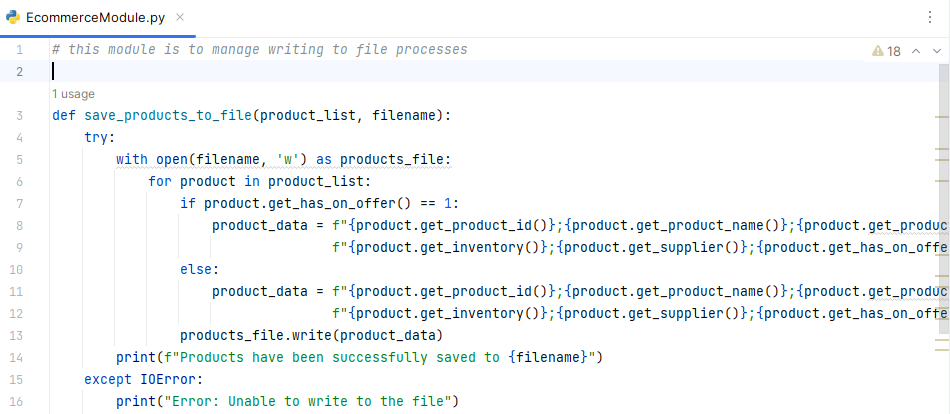 EcommerceModule.py ×
1 # this module is to manage writing to file processes
18
2
1 usage
3 def save_products_to_file(product_list, filename):
4 try:
5 with open(filename, 'w') as products_file:
6 for product in product_list:
7 if product.get_has_on_offer() == 1:
8 product_data = f"{product.get_product_id()};{product.get_product_name()};{product.get_produc
9 f"{product.get_inventory()};{product.get_supplier()};{product.get_has_on_offe
10 else:
11 product_data = f"{product.get_product_id()};{product.get_product_name()};{product.get_produc
12 f"{product.get_inventory()};{product.get_supplier()};{product.get_has_on_offe
13 products_file.write(product_data)
14 print(f"Products have been successfully saved to {filename}")
15 except IOError:
16 print("Error: Unable to write to the file")